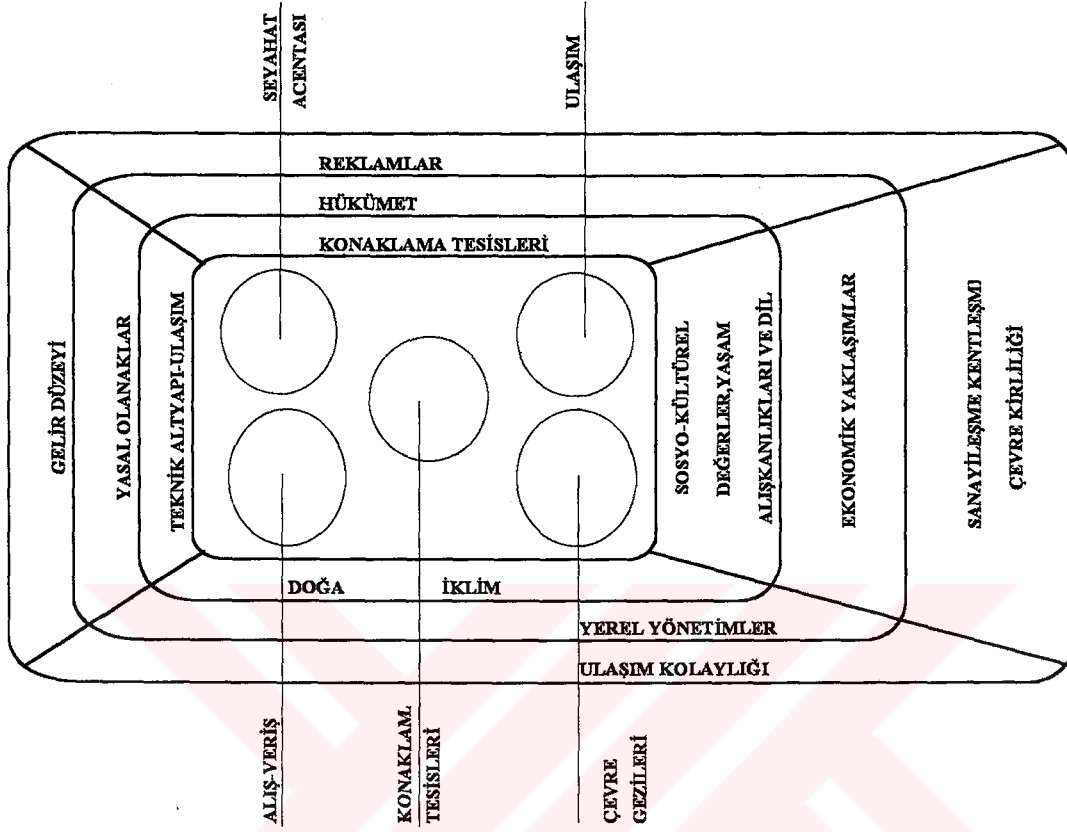 SEYAHAT
ACENTASI
ULAŞIM
REKLAMLAR
HÜKÜMET
KONAKLAMA TESİSLERİ
GELİR DÜZEYİ
YASAL OLANAKLAR
TEKNİK ALTYAPI-ULAŞIM
SOSYO-KÜLTÜREL
DEĞERLER,YAŞAM
ALIŞKANLIKLARI VE DİL
EKONOMİK YAKLAŞIMLAR
SANAYİLEŞME KENTLEŞMİ
ÇEVRE KİRLİLİĞİ
DOĞA
İKLİM
YEREL YÖNETİMLER
ULAŞIM KOLAYLIĞI
ALIŞ-VERİŞ
KONAKLAM.
TESİSLERİ
ÇEVRE
GEZİLERİ